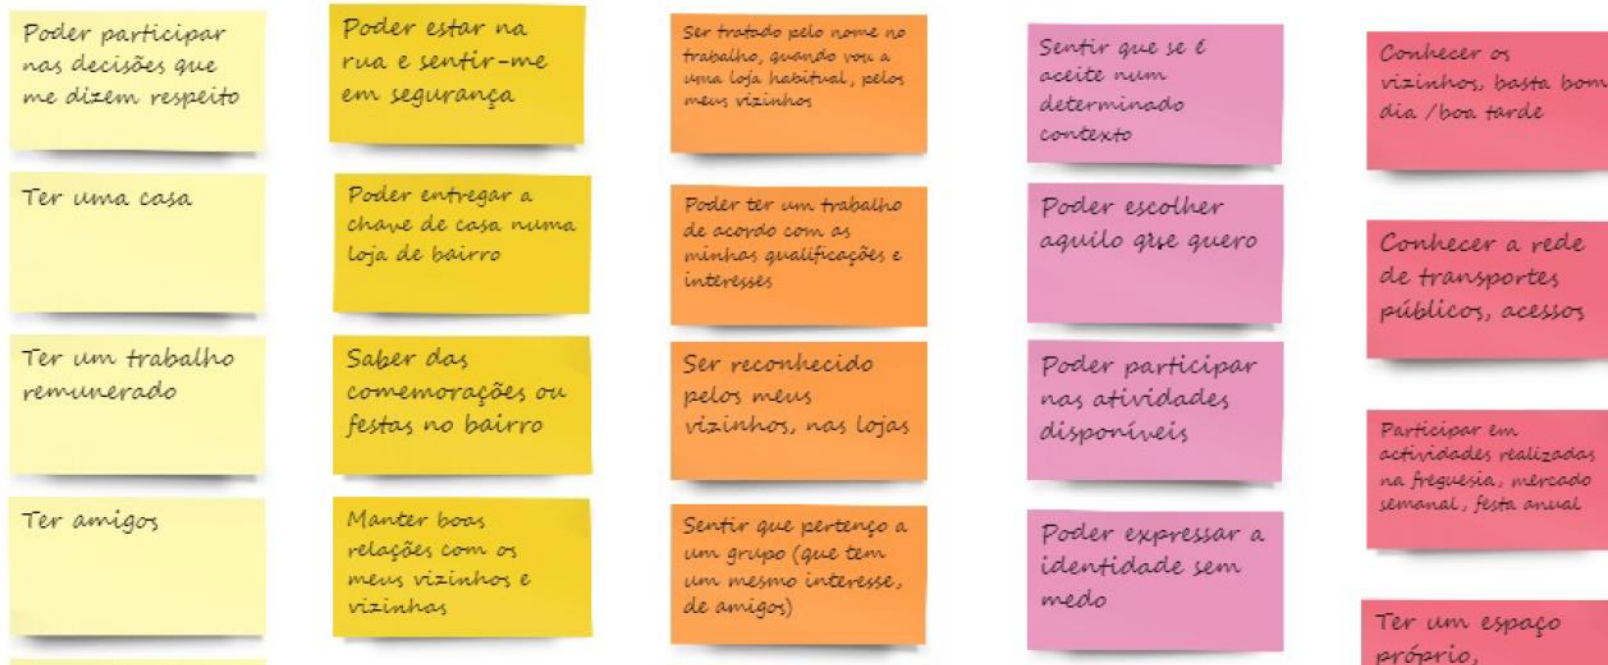 Poder participar
nas decisões que
me dizem respeito
Ter uma casa
Ter um trabalho
remunerado
Ter amigos
Poder estar na
rua e sentir-me
em segurança
Poder entregar a
chave de casa numa
loja de bairro
Saber das
comemorações ou
festas no bairro
Manter boas
relações com os
meus vizinhos e
vizinhas
Ser tratado pelo nome no
trabalho, quando vou a
uma loja habitual, pelos
meus vizinhos
Poder ter um trabalho
de acordo com as
minhas qualificações e
interesses
Ser reconhecido
pelos meus
vizinhos, nas lojas
Sentir que pertenço a
um grupo (que tem
um mesmo interesse,
de amigos)
Sentir que se é
aceite num
determinado
contexto
Poder escolher
aquilo que quero
Poder participar
nas atividades
disponíveis
Poder expressar a
identidade sem
medo
Conhecer os
vizinhos, basta bom
dia / boa tarde
Conhecer a rede
de transportes
públicos, acessos
Participar em
actividades realizadas
na freguesia, mercado
semanal, festa anual
Ter um espaço
próprio,